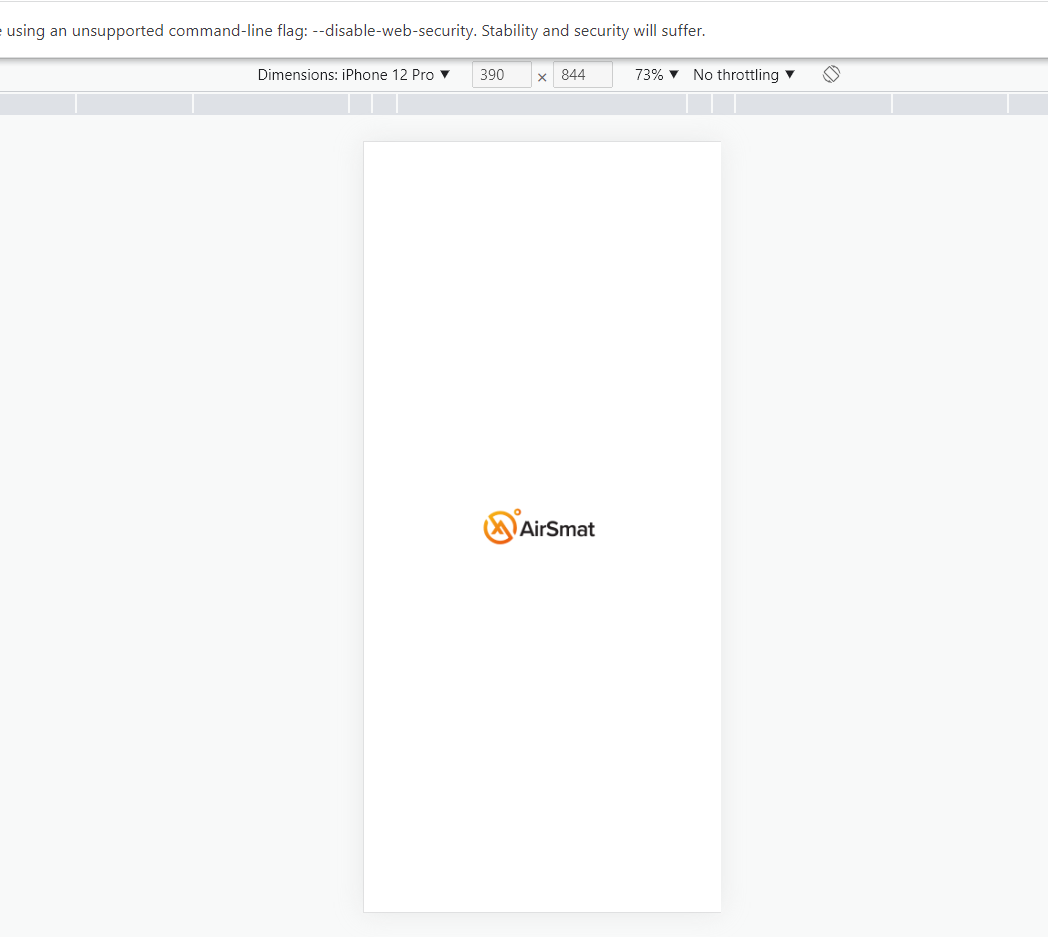 using an unsupported command-line flag: --disable-web-security. Stability and security will suffer.
Dimensions: iPhone 12 Pro ▼ 390 × 844 73% ▼ No throttling ▼
AirSmat